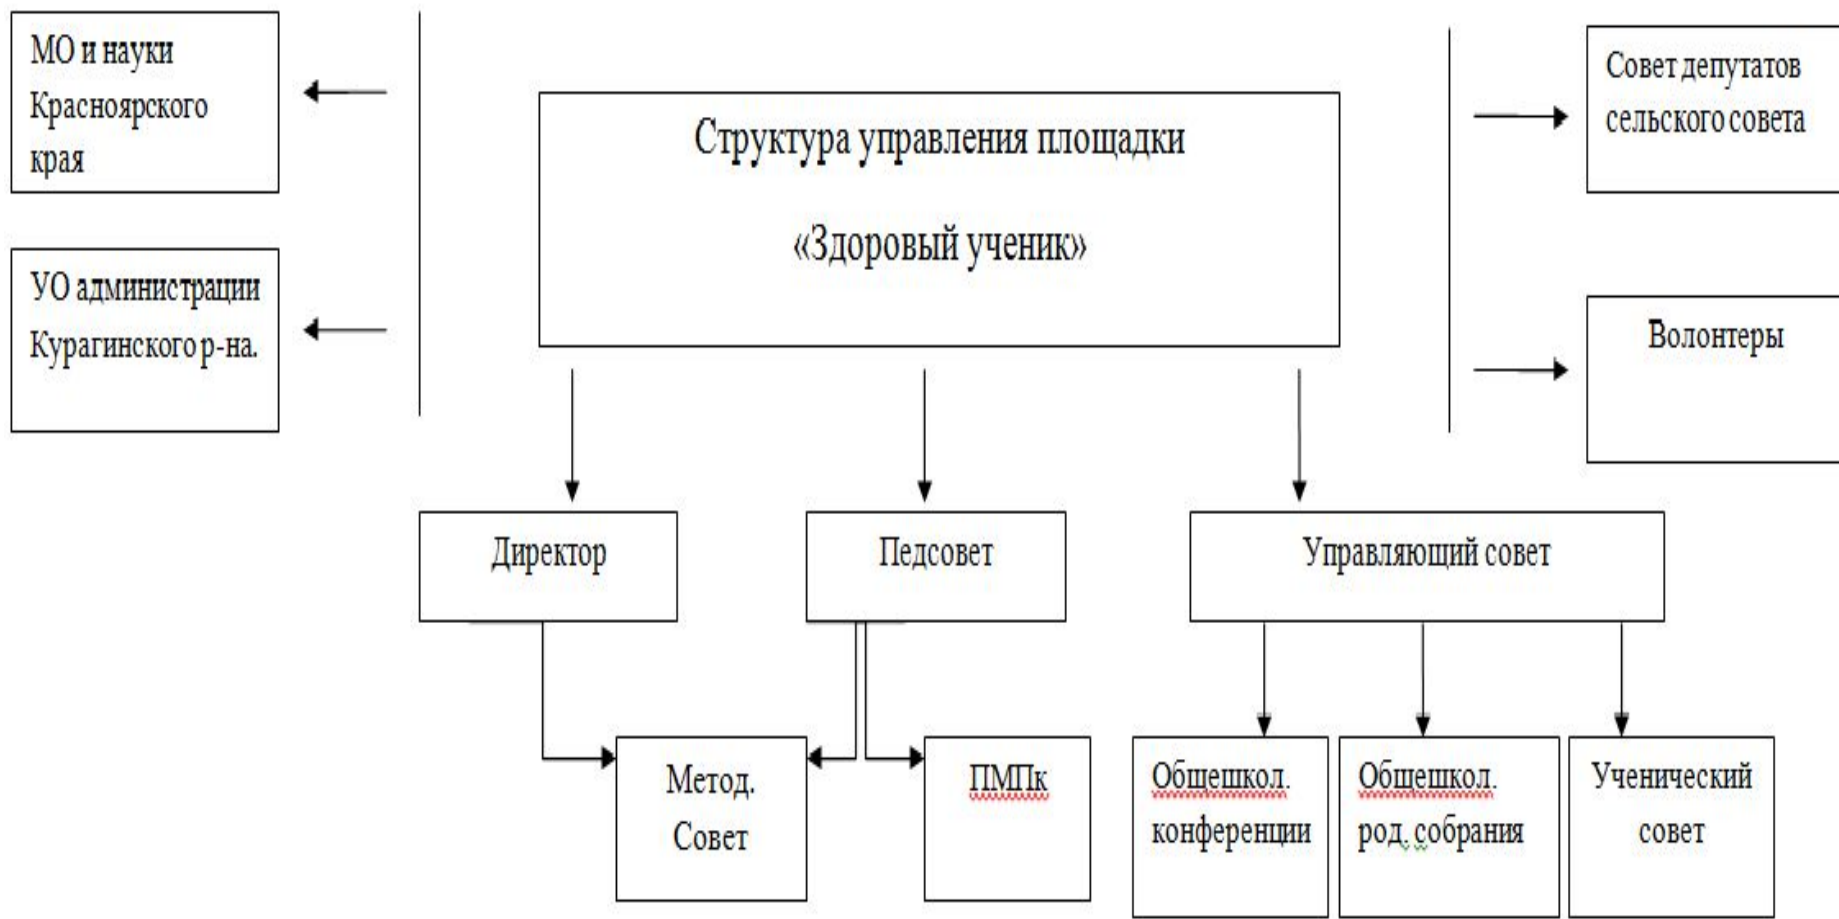 МО и науки
Красноярского
края
УО администрации
Курагинского р-на.
Структура управления площадки
«Здоровый ученик»
Совет депутатов
сельского совета
Волонтеры
Директор
Педсовет
Управляющий совет
Метод.
Совет
ПМПк
Общешкол.
конференции
Общешкол.
род. собрания
Ученический
совет